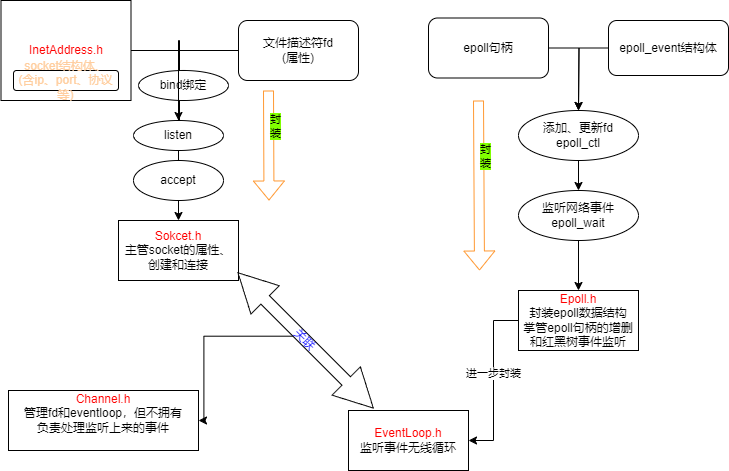 InetAddress.h
socket结构体
(含ip、port、协议
等)
文件描述符fd
(属性)
epoll句柄
epoll_event结构体
bind绑定
listen
accept
封
装
封
装
添加、更新fd
epoll_ctl
监听网络事件
epoll_wait
Sokcet.h
主管socket的属性、
创建和连接
Epoll.h
封装epoll数据结构
掌管epoll句柄的增删
和红黑树事件监听
关联
进一步封装
Channel.h
管理fd和eventloop，但不拥有
负责处理监听上来的事件
EventLoop.h
监听事件无线循环